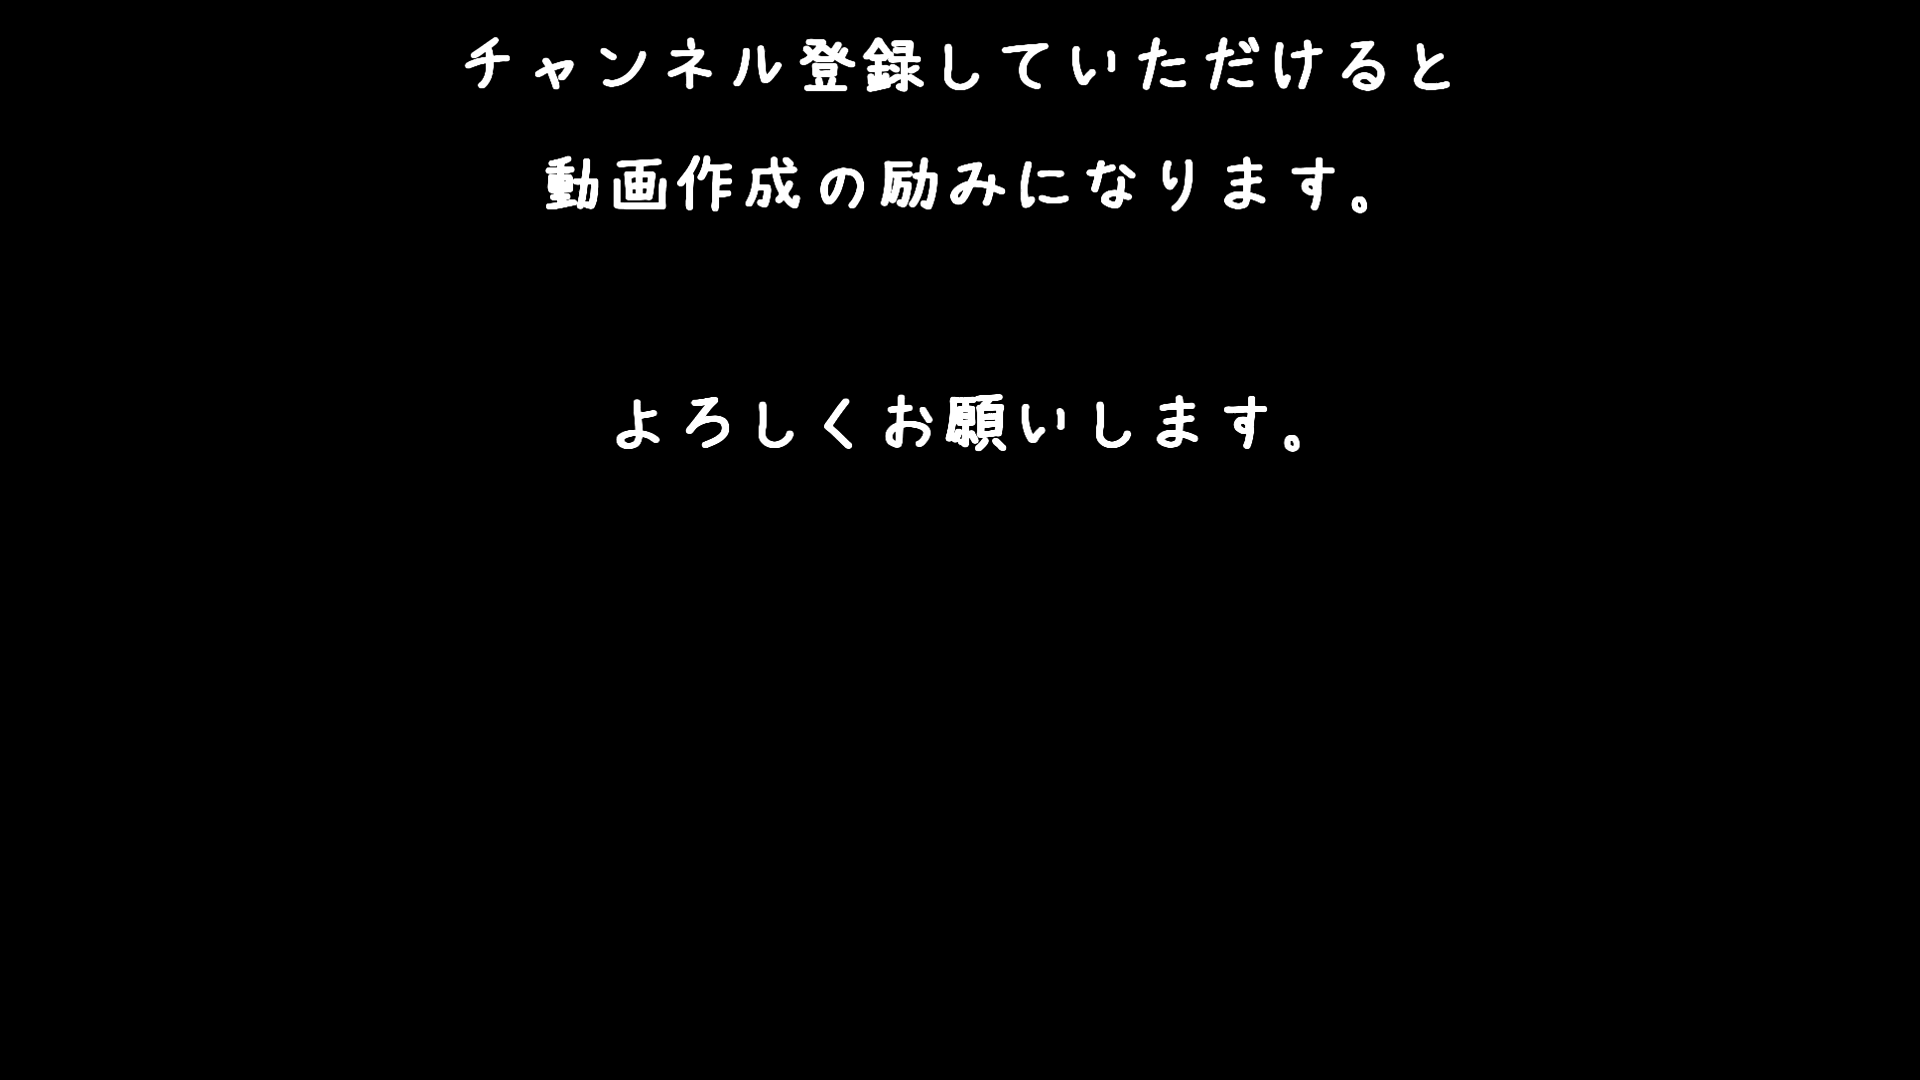 チャンネル登録していただけると
動画作成の励みになります。
よろしくお願いします。